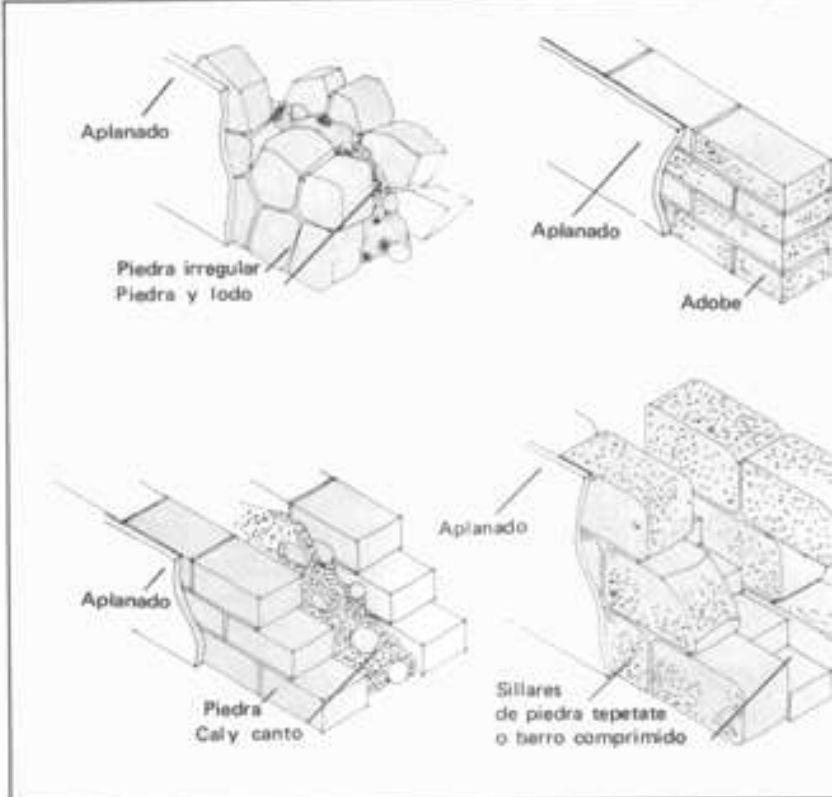 Aplanado
Piedra irregular
Piedra y lodo
Aplanado
Adobe
Aplanado
Piedra
Cal y canto
Aplanado
Sillares
de piedra tepetate
o barro comprimido